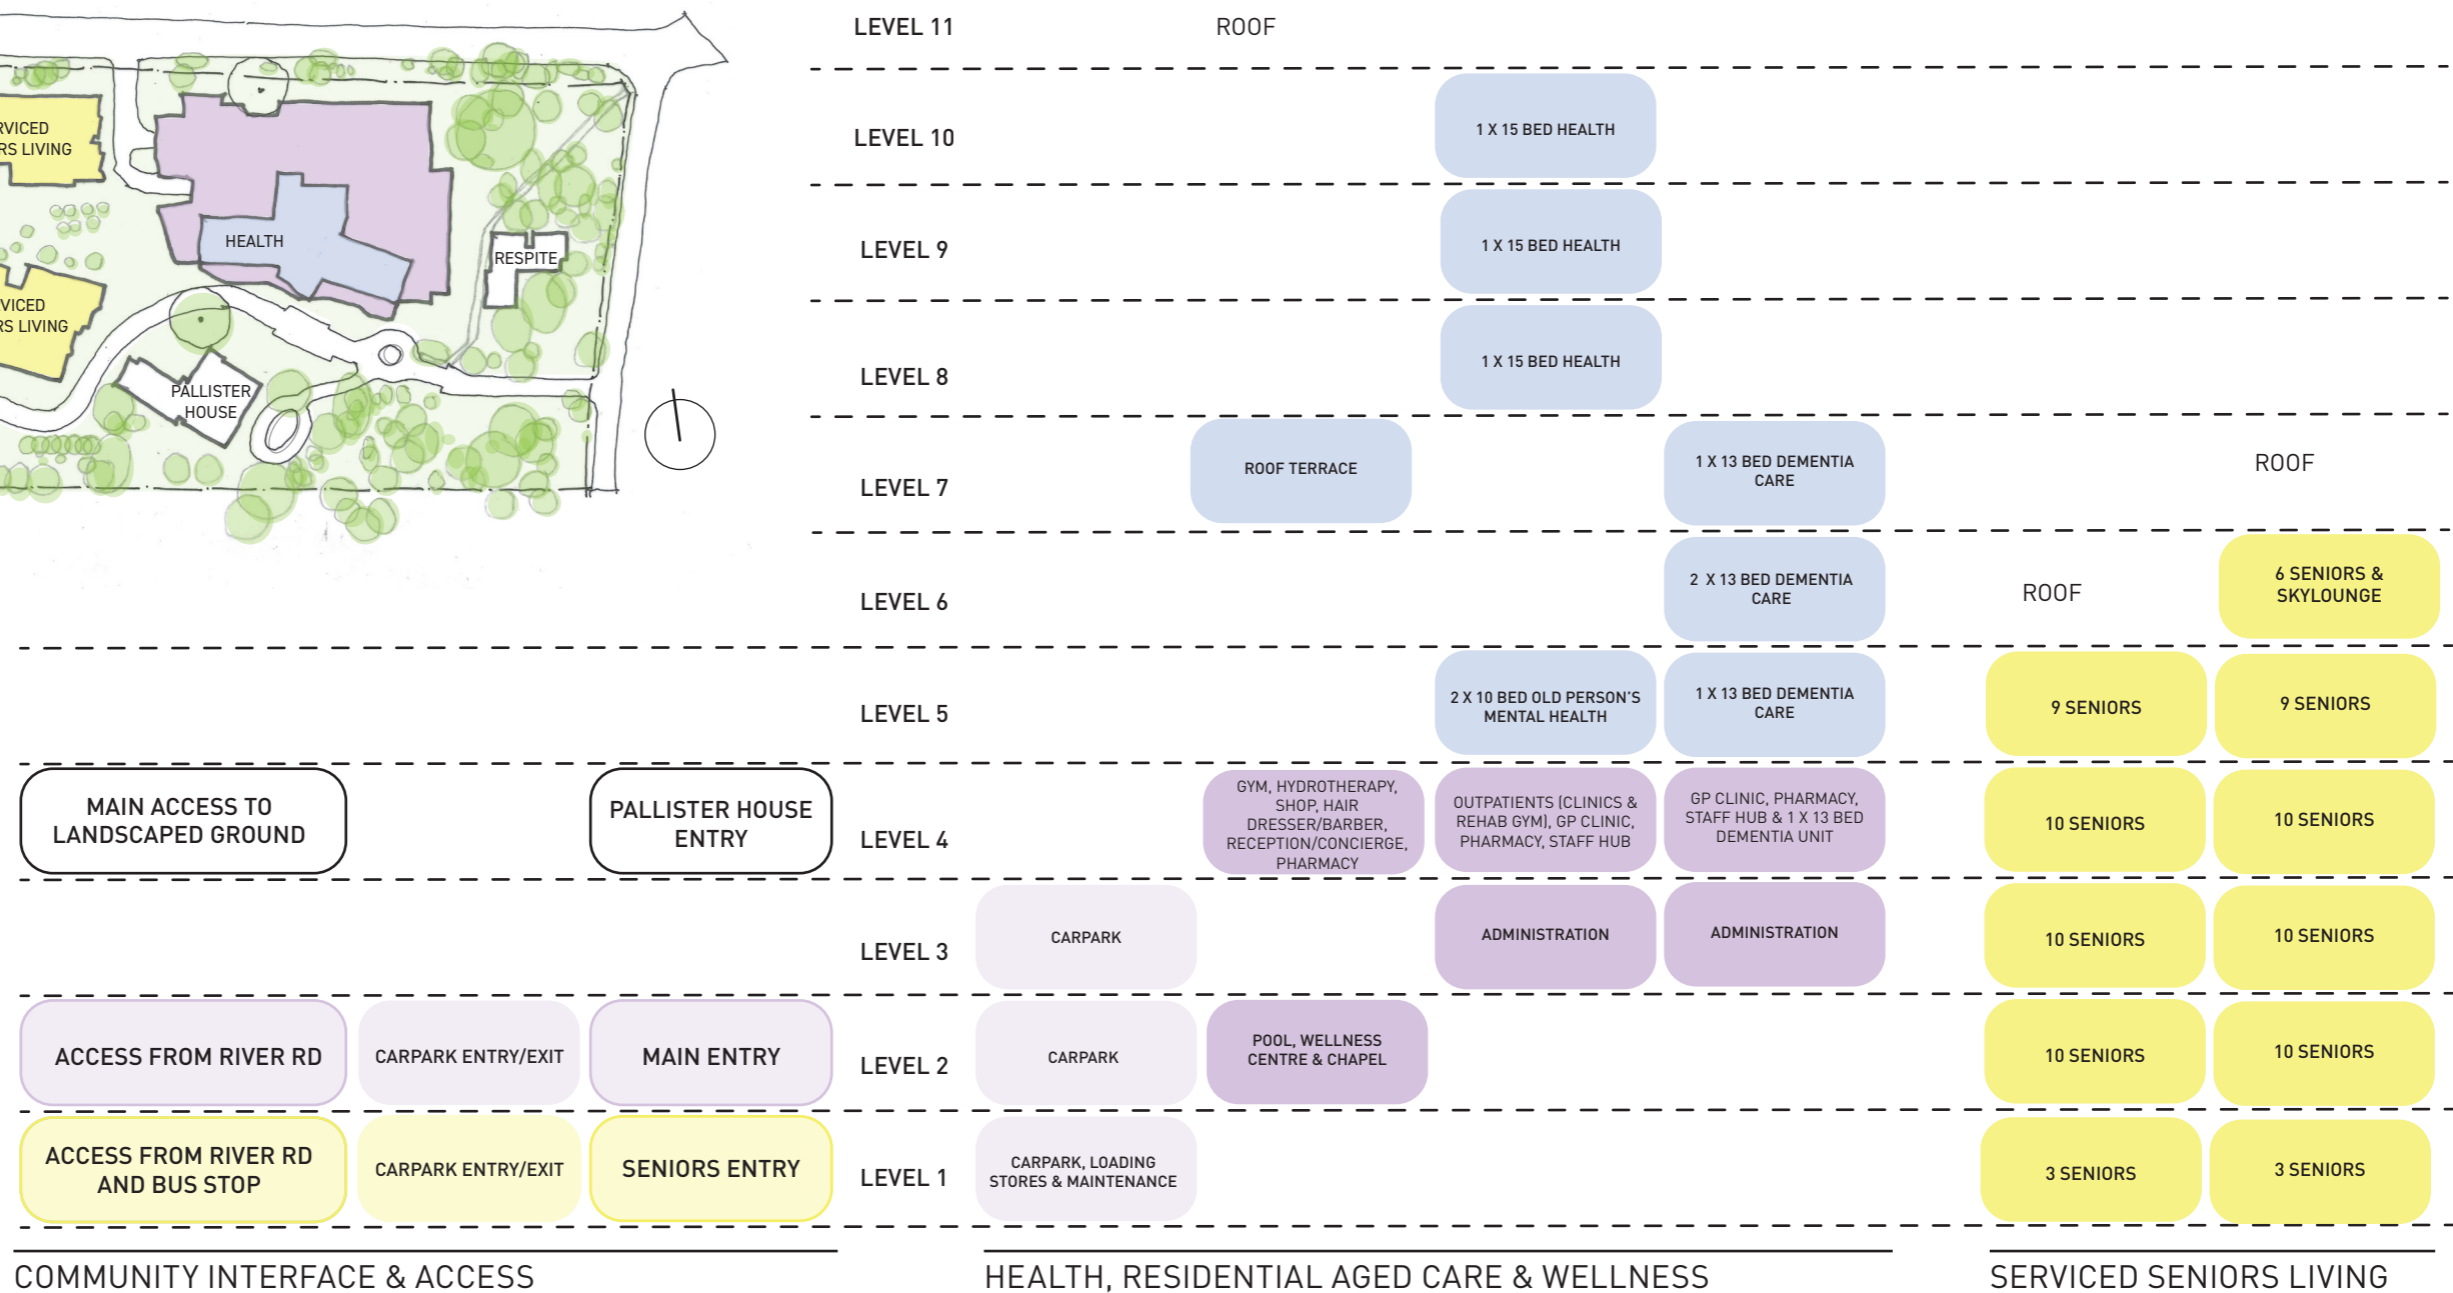 RVICED
RS LIVING
HEALTH
RESPITE
VICED
RS LIVING
PALLISTER
HOUSE
LEVEL 11
ROOF
LEVEL 10
1 X 15 BED HEALTH
LEVEL 9
1 X 15 BED HEALTH
LEVEL 8
1 X 15 BED HEALTH
LEVEL 7
ROOF TERRACE
1 X 13 BED DEMENTIA
CARE
ROOF
LEVEL 6
2 X 13 BED DEMENTIA
CARE
ROOF
6 SENIORS &
SKYLOUNGE
LEVEL 5
2 X 10 BED OLD PERSON'S
MENTAL HEALTH
1 X 13 BED DEMENTIA
CARE
9 SENIORS
9 SENIORS
MAIN ACCESS TO
LANDSCAPED GROUND
PALLISTER HOUSE
ENTRY
LEVEL 4
GYM, HYDROTHERAPY,
SHOP, HAIR
DRESSER/BARBER,
RECEPTION/CONCIERGE,
PHARMACY
OUTPATIENTS (CLINICS &
REHAB GYM), GP CLINIC,
PHARMACY, STAFF HUB
GP CLINIC, PHARMACY,
STAFF HUB & 1 X 13 BED
DEMENTIA UNIT
10 SENIORS
10 SENIORS
LEVEL 3
CARPARK
ADMINISTRATION
ADMINISTRATION
10 SENIORS
10 SENIORS
ACCESS FROM RIVER RD
CARPARK ENTRY/EXIT
MAIN ENTRY
LEVEL 2
CARPARK
POOL, WELLNESS
CENTRE & CHAPEL
10 SENIORS
10 SENIORS
ACCESS FROM RIVER RD
AND BUS STOP
CARPARK ENTRY/EXIT
SENIORS ENTRY
LEVEL 1
CARPARK, LOADING
STORES & MAINTENANCE
3 SENIORS
3 SENIORS
COMMUNITY INTERFACE & ACCESS
HEALTH, RESIDENTIAL AGED CARE & WELLNESS
SERVICED SENIORS LIVING